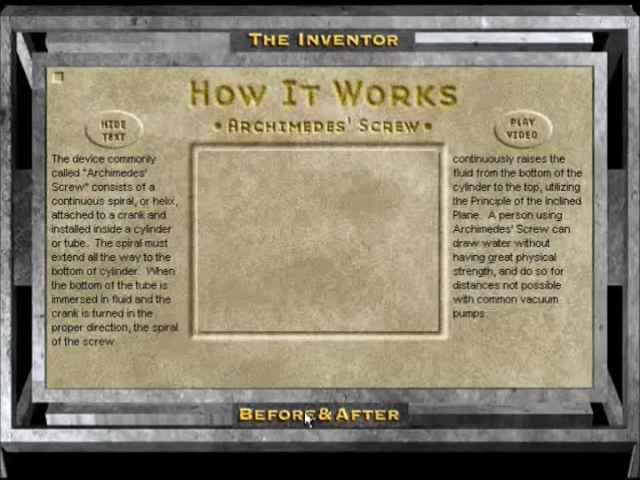 The Inventor
How It Works
• Archimedes' Screw •
HIDE
TEXT
PLAY
VIDEO
The device commonly
called "Archimedes'
Screw" consists of a
continuous spiral, or helix,
attached to a crank and
installed inside a cylinder
or tube.  The spiral must
extend all the way to the
bottom of cylinder.  When
the bottom of the tube is
immersed in fluid and the
crank is turned in the
proper direction, the spiral
of the screw
continuously raises the
fluid from the bottom of the
cylinder to the top, utilizing
the Principle of the Inclined
Plane.  A person using
Archimedes' Screw can
draw water without
having great physical
strength, and do so for
distances not possible
with common vacuum
pumps.
Before & After